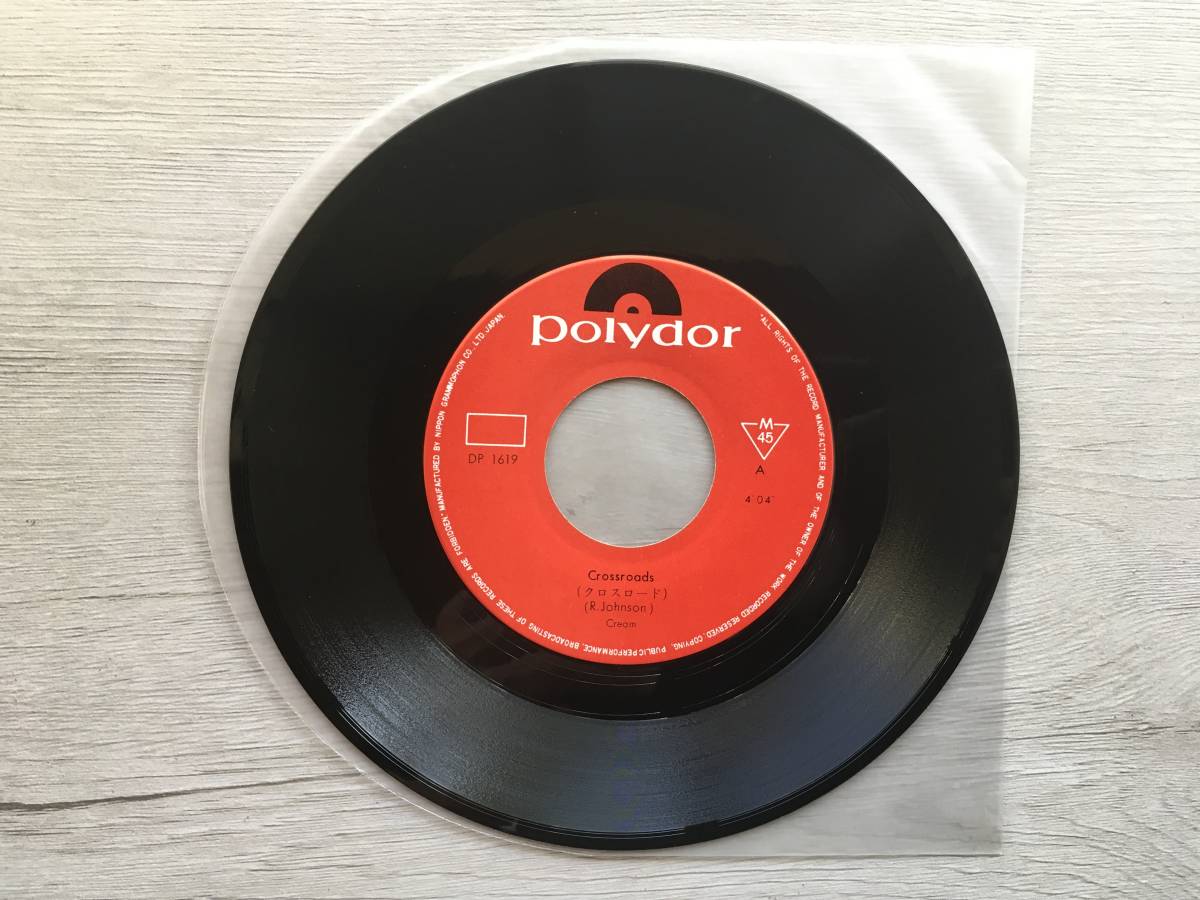 polydor
DP 1619
M
45
A
4'04"
Crossroads
(クロスロード)
(R.Johnson)
Cream
"ALL RIGHTS OF THE RECORD MANUFACTURER AND OF THE OWNER OF THE WORK RECORDED RESERVED. COPYING, PUBLIC PERFORMANCE, BROADCASTING OF THESE RECORDS ARE FORBIDDEN" MANUFACTURED BY NIPPON GRAMMOPHON CO., LTD JAPAN.